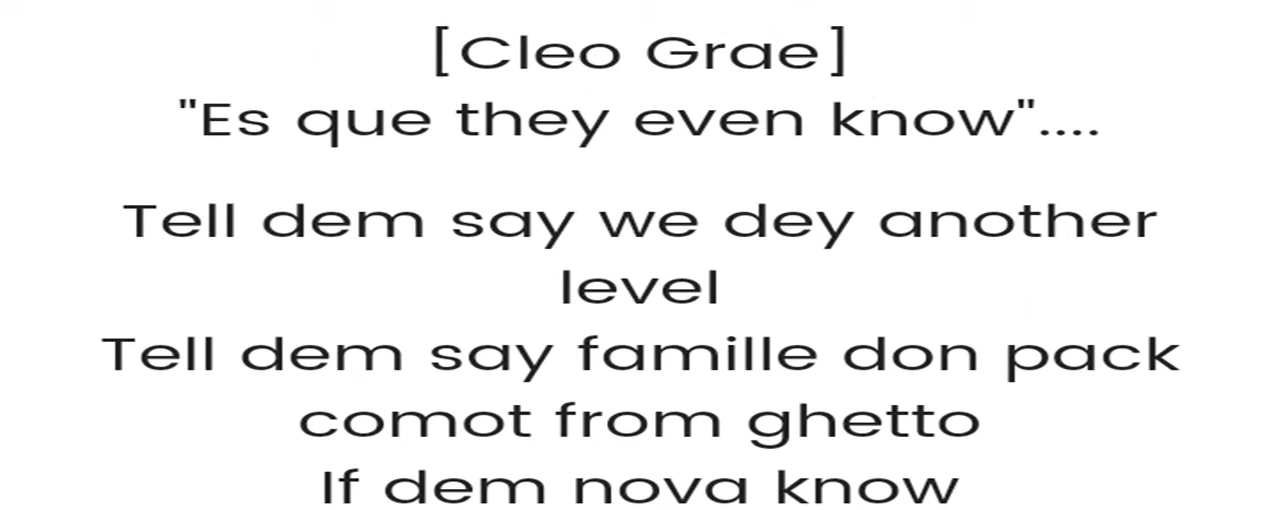 [Cleo Grae]
"Es que they even know"....
Tell dem say we dey another
level
Tell dem say famille don pack
comot from ghetto
If dem nova know